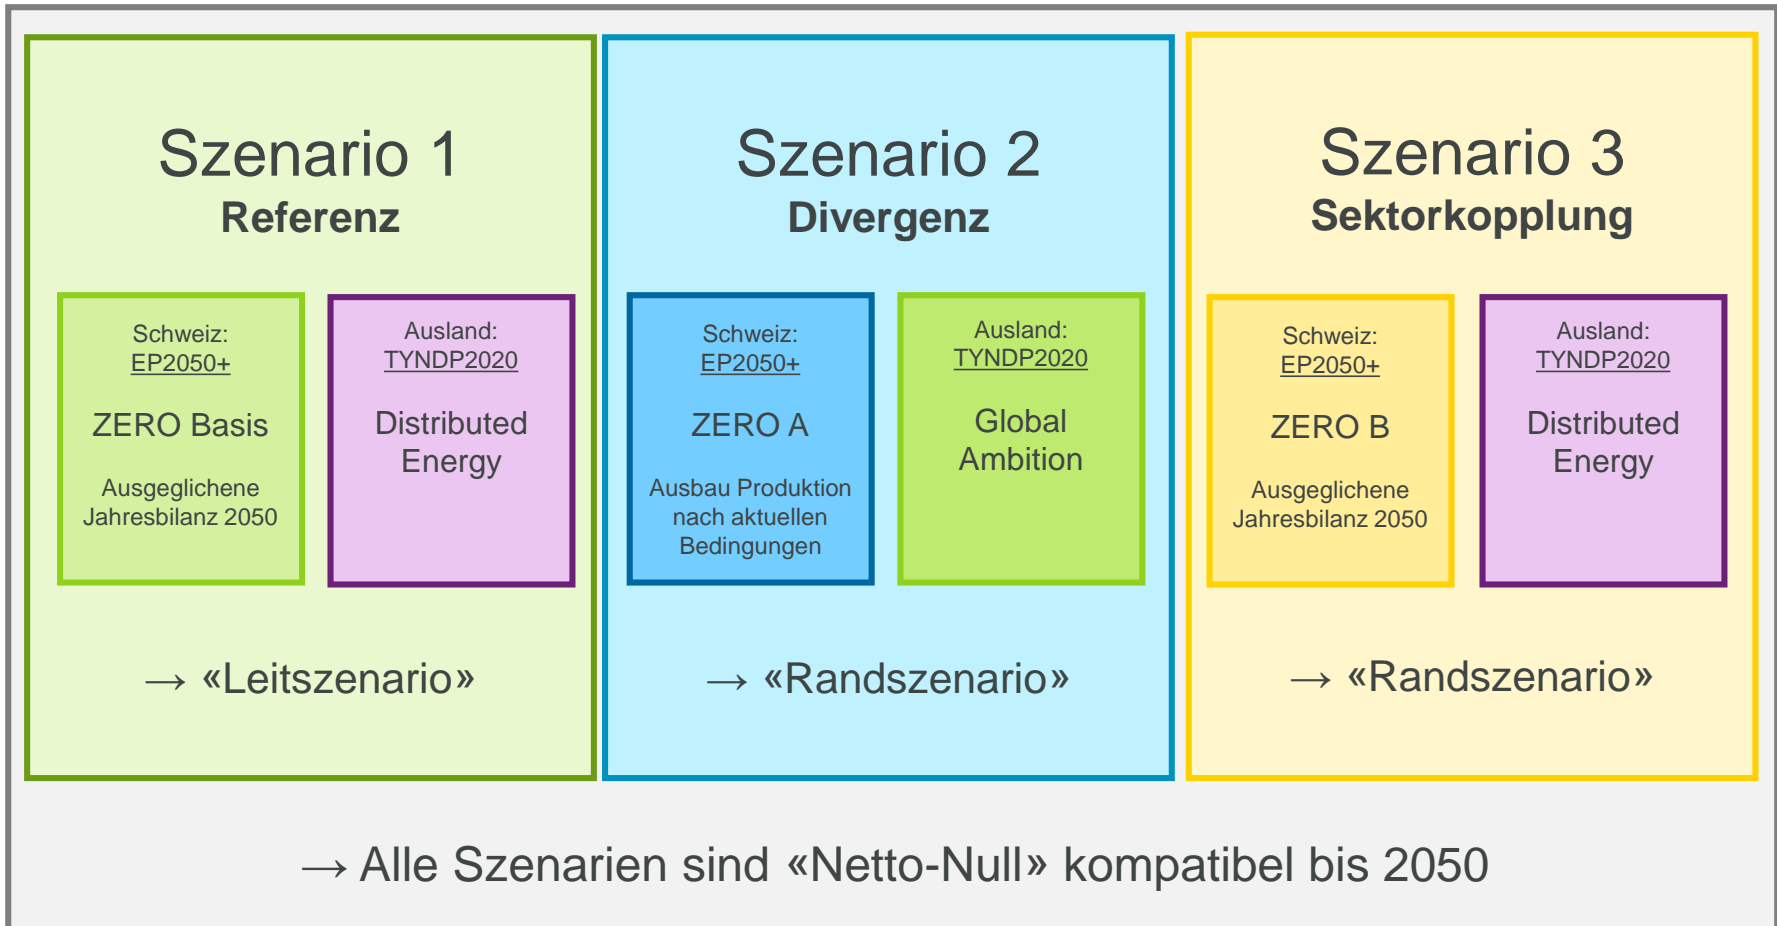 Szenario 1
Referenz
Schweiz:
EP2050+
ZERO Basis
Ausgeglichene
Jahresbilanz 2050
Ausland:
TYNDP2020
Distributed
Energy
→ «Leitszenario»
Szenario 2
Divergenz
Schweiz:
EP2050+
ZERO A
Ausbau Produktion
nach aktuellen
Bedingungen
Ausland:
TYNDP2020
Global
Ambition
→ «Randszenario»
Szenario 3
Sektorkopplung
Schweiz:
EP2050+
ZERO B
Ausgeglichene
Jahresbilanz 2050
Ausland:
TYNDP2020
Distributed
Energy
→ «Randszenario»
→ Alle Szenarien sind «Netto-Null» kompatibel bis 2050